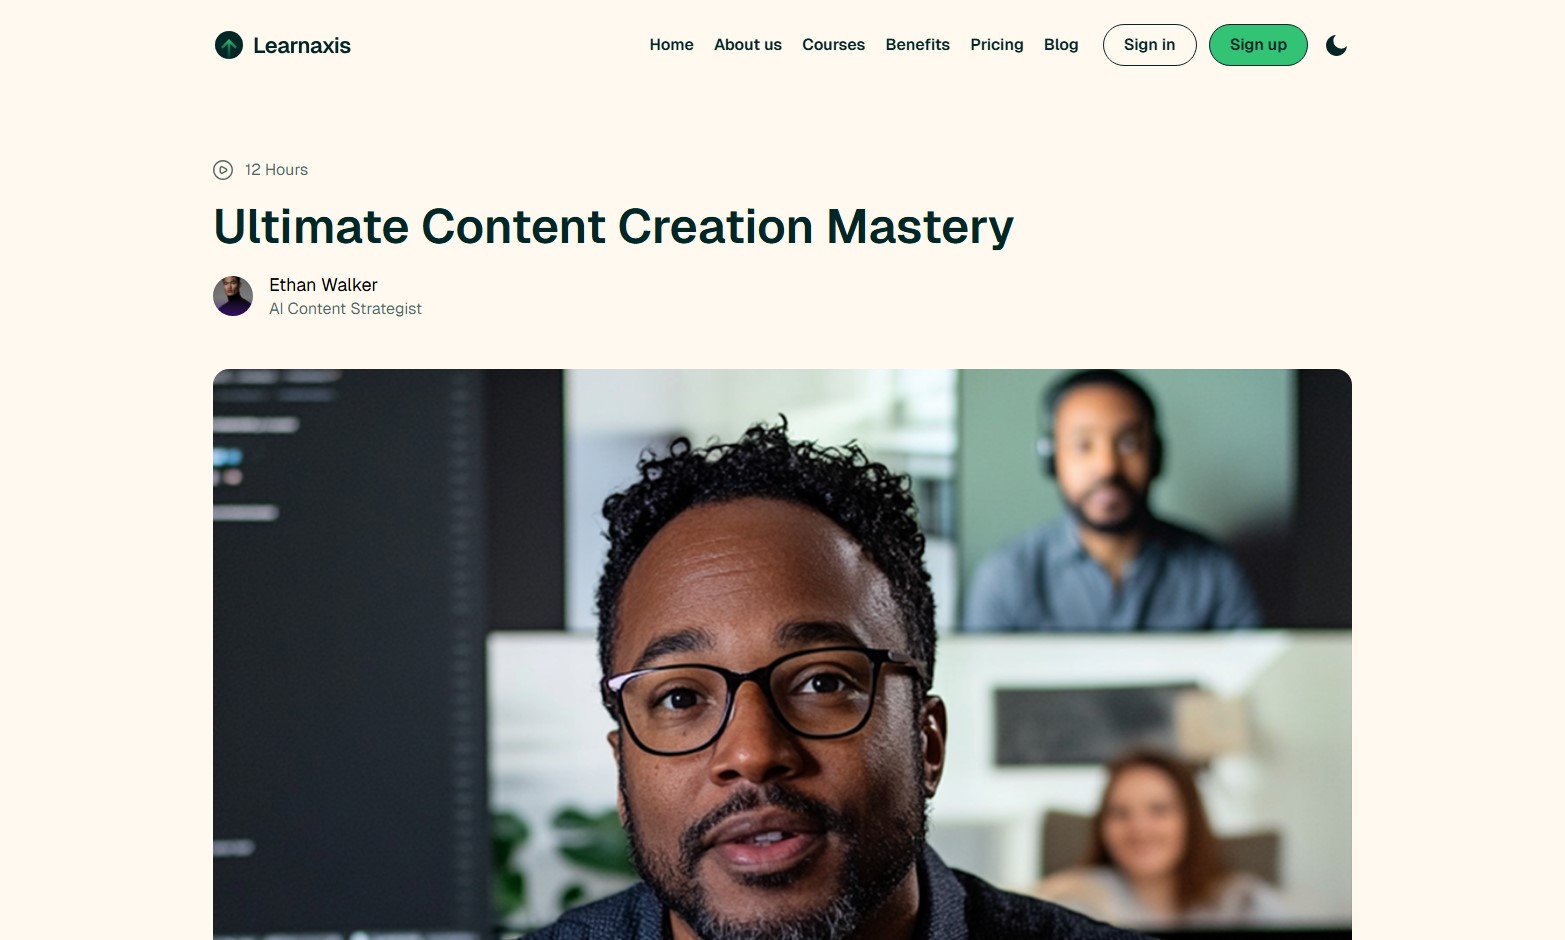 Learnaxis
Home About us Courses Benefits Pricing Blog Sign in Sign up
12 Hours
Ultimate Content Creation Mastery
Ethan Walker
AI Content Strategist